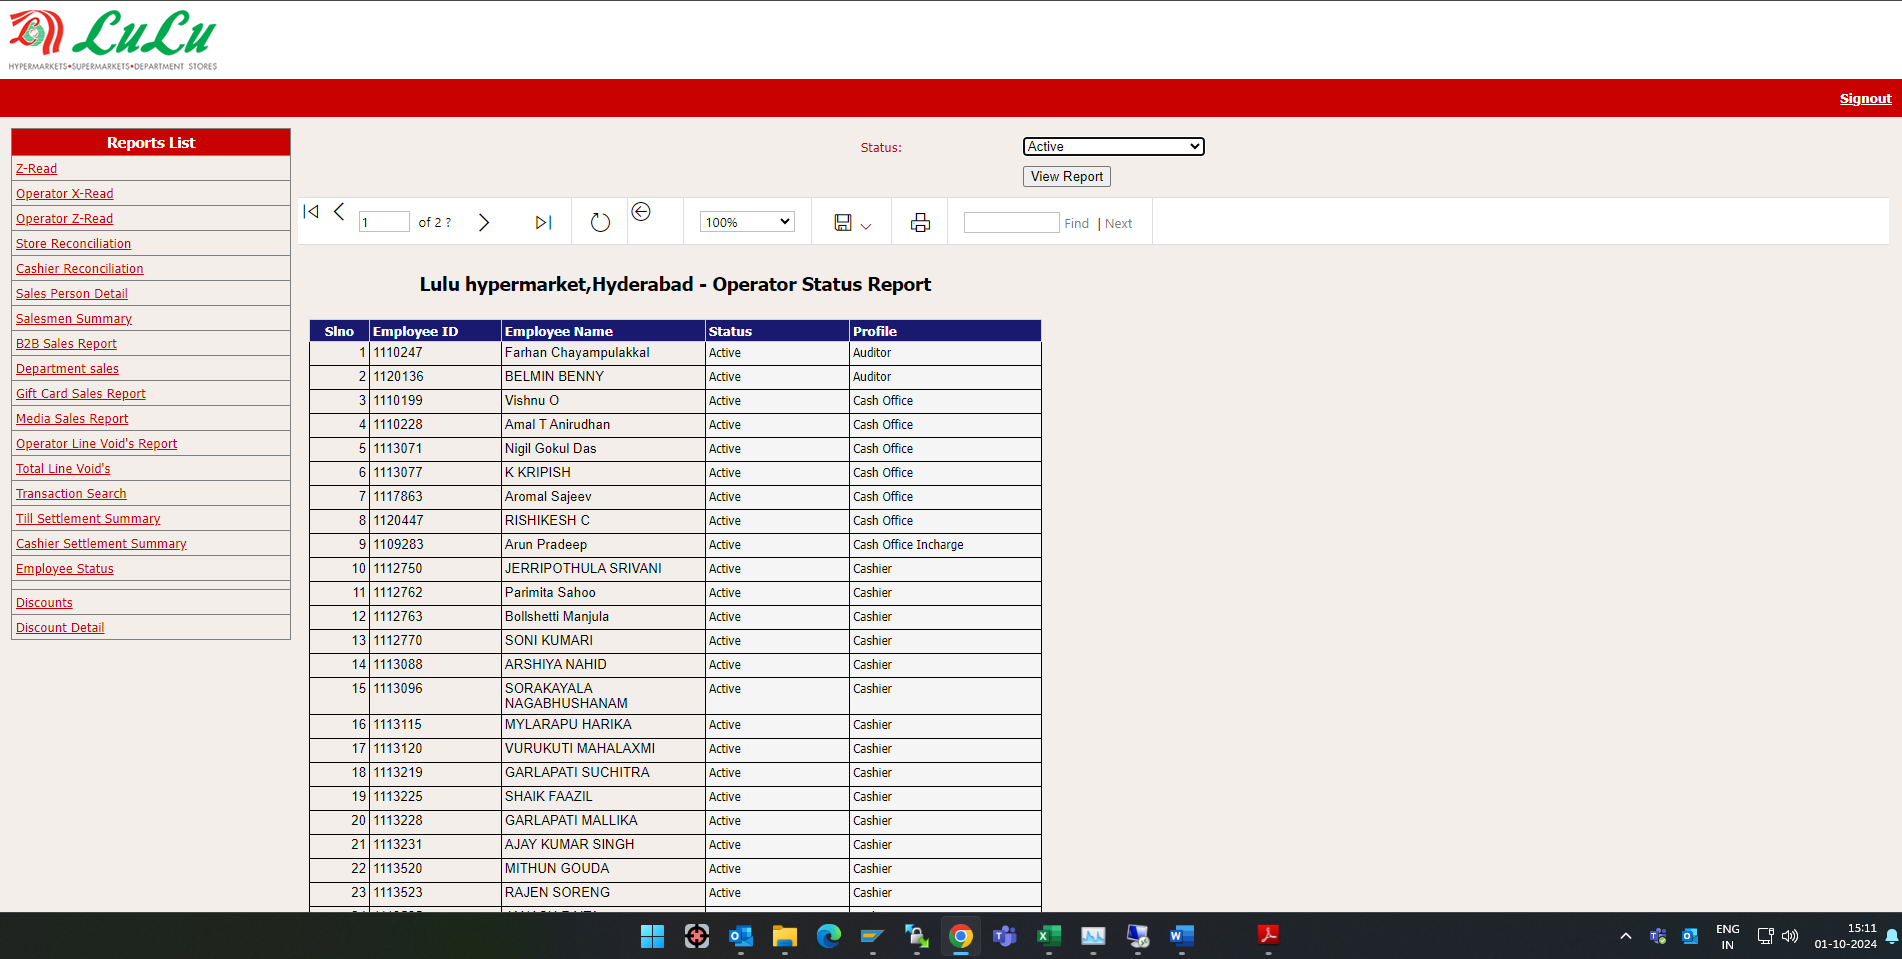 LuLu
HYPERMARKETS•SUPERMARKETS•DEPARTMENT STORES
Signout
Reports List
Z-Read
Operator X-Read
Operator Z-Read
Store Reconciliation
Cashier Reconciliation
Sales Person Detail
Salesmen Summary
B2B Sales Report
Department sales
Gift Card Sales Report
Media Sales Report
Operator Line Void's Report
Total Line Void's
Transaction Search
Till Settlement Summary
Cashier Settlement Summary
Employee Status
Discounts
Discount Detail
Status: Active
View Report
1 of 2 ? 100% Find | Next
Lulu hypermarket,Hyderabad - Operator Status Report
Slno Employee ID Employee Name Status Profile
1 1110247 Farhan Chayampulakkal Active Auditor
2 1120136 BELMIN BENNY Active Auditor
3 1110199 Vishnu O Active Cash Office
4 1110228 Amal T Anirudhan Active Cash Office
5 1113071 Nigil Gokul Das Active Cash Office
6 1113077 K KRIPISH Active Cash Office
7 1117863 Aromal Sajeev Active Cash Office
8 1120447 RISHIKESH C Active Cash Office
9 1109283 Arun Pradeep Active Cash Office Incharge
10 1112750 JERRIPOTHULA SRIVANI Active Cashier
11 1112762 Parimita Sahoo Active Cashier
12 1112763 Bollshetti Manjula Active Cashier
13 1112770 SONI KUMARI Active Cashier
14 1113088 ARSHIYA NAHID Active Cashier
15 1113096 SORAKAYALA Active Cashier
NAGABHUSHANAM
16 1113115 MYLARAPU HARIKA Active Cashier
17 1113120 VURUKUTI MAHALAXMI Active Cashier
18 1113219 GARLAPATI SUCHITRA Active Cashier
19 1113225 SHAIK FAAZIL Active Cashier
20 1113228 GARLAPATI MALLIKA Active Cashier
21 1113231 AJAY KUMAR SINGH Active Cashier
22 1113520 MITHUN GOUDA Active Cashier
23 1113523 RAJEN SORENG Active Cashier
ENG
IN
15:11
01-10-2024